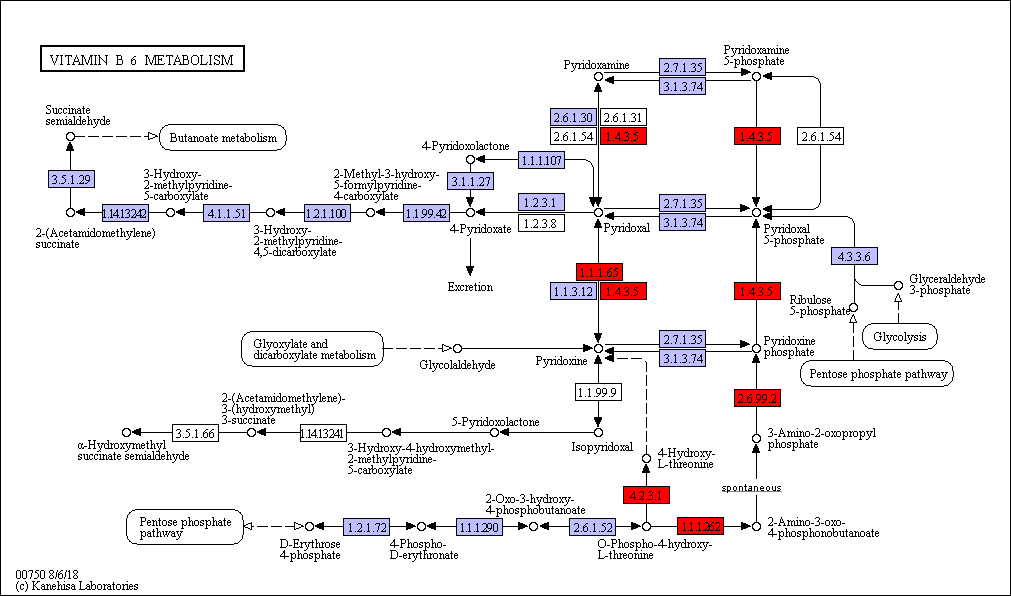 VITAMIN B 6 METABOLISM
Pyridoxamine
Pyridoxamine
5-phosphate
2.7.1.35
3.1.3.74
Succinate
semialdehyde
Butanoate metabolism
2.6.1.30
2.6.1.31
2.6.1.54
1.4.3.5
1.4.3.5
2.6.1.54
4-Pyridoxolactone
1.1.1.107
3.5.1.29
3-Hydroxy-
2-methylpyridine-
5-carboxylate
2-Methyl-3-hydroxy-
5-formylpyridine-
4-carboxylate
3.1.1.27
1.14.13.242
4.1.1.51
1.2.1.100
1.1.99.42
1.2.3.1
1.2.3.8
2.7.1.35
3.1.3.74
2-(Acetamidomethylene)
succinate
3-Hydroxy-
2-methylpyridine-
4,5-dicarboxylate
4-Pyridoxate
Pyridoxal
Pyridoxal
5-phosphate
4.3.3.6
Excretion
1.1.1.65
1.1.3.12
1.4.3.5
1.4.3.5
Glyceraldehyde
3-phosphate
Ribulose
5-phosphate
Glycolysis
Glyoxylate and
dicarboxylate metabolism
Glycolaldehyde
Pyridoxine
2.7.1.35
3.1.3.74
Pyridoxine
phosphate
Pentose phosphate pathway
1.1.99.9
2.6.99.2
2-(Acetamidomethylene)-
3-(hydroxymethyl)
3-succinate
5-Pyridoxolactone
3.5.1.66
1.14.13.241
α-Hydroxymethyl
succinate semialdehyde
3-Hydroxy-4-hydroxymethyl-
2-methylpyridine-
5-carboxylate
Isopyridoxal
3-Amino-2-oxopropyl
phosphate
4-Hydroxy-
L-threonine
spontaneous
4.2.3.1
2-Oxo-3-hydroxy-
4-phosphobutanoate
Pentose phosphate
pathway
1.2.1.72
1.1.1.290
2.6.1.52
1.1.1.262
D-Erythrose
4-phosphate
4-Phospho-
D-erythronate
O-Phospho-4-hydroxy-
L-threonine
2-Amino-3-oxo-
4-phosphonobutanoate
00750 8/6/18
(c) Kanehisa Laboratories